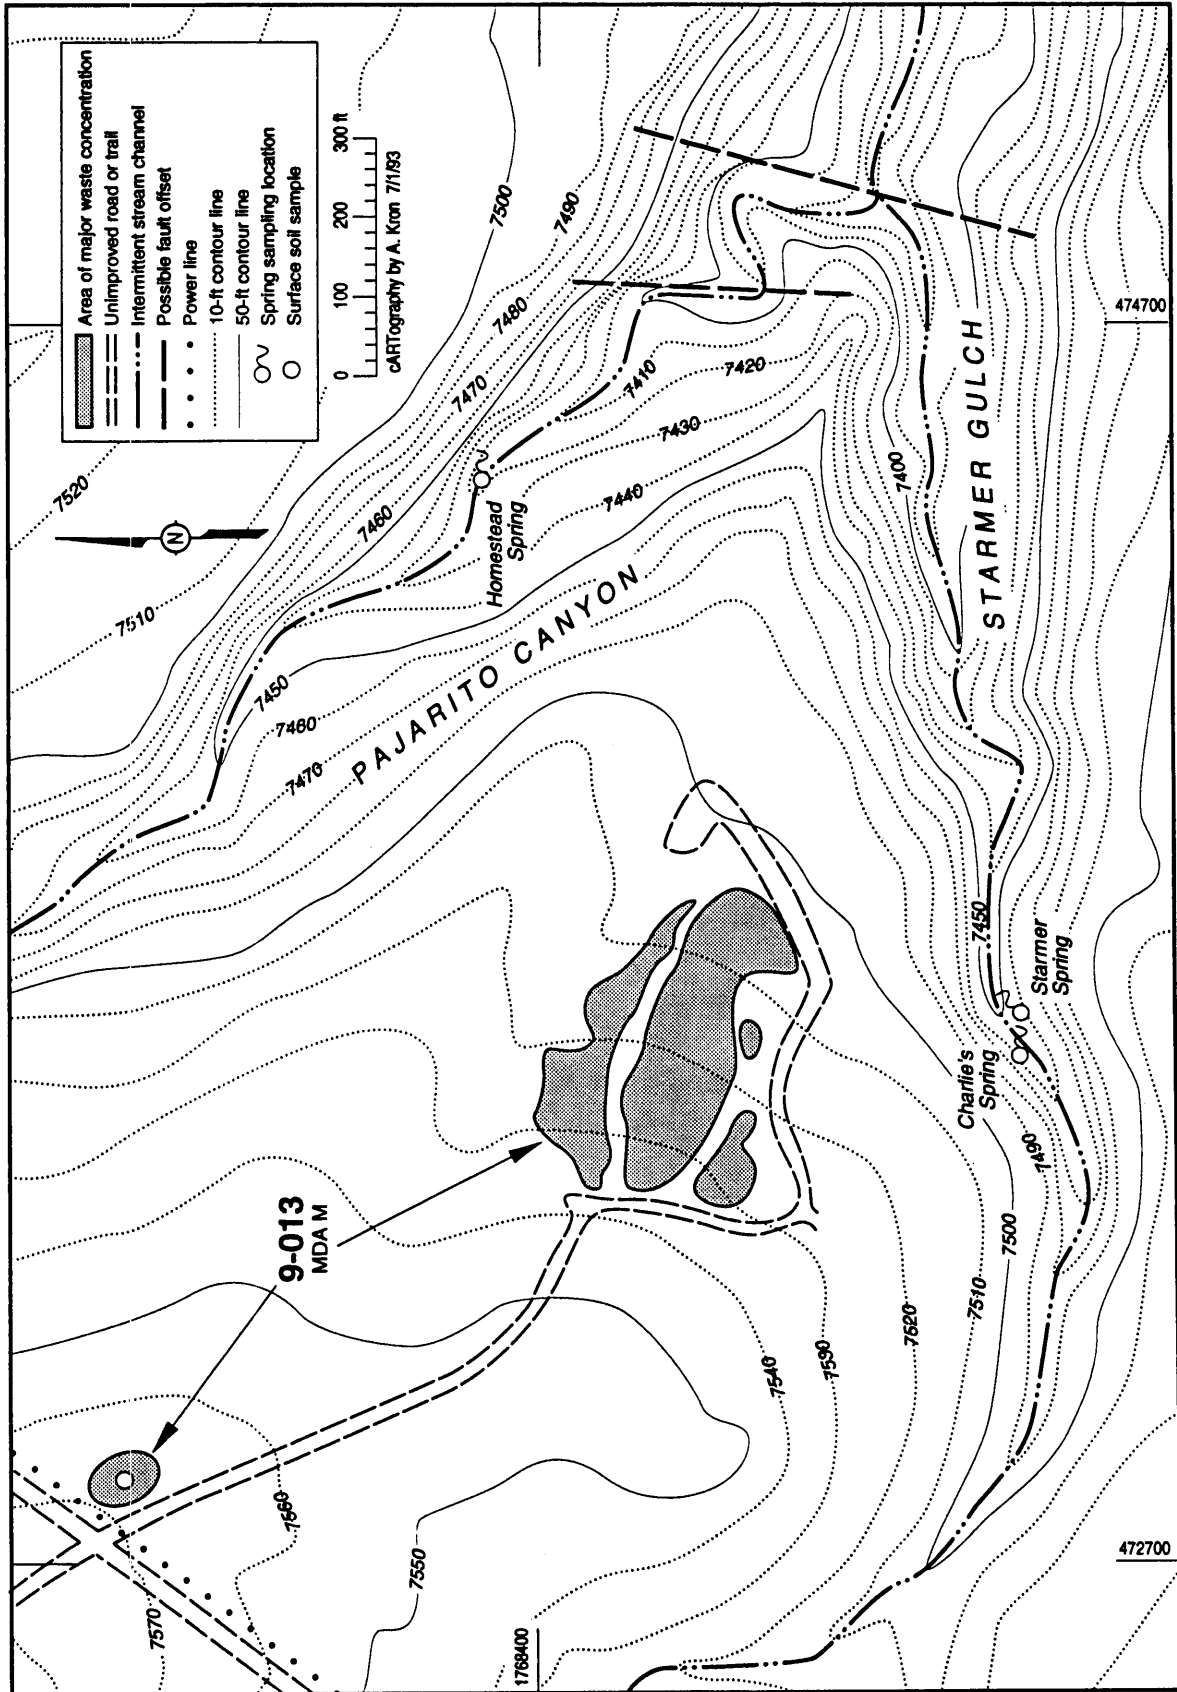 Area of major waste concentration
Unimproved road or trail
Intermittent stream channel
Possible fault offset
Power line
10-ft contour line
50-ft contour line
Spring sampling location
Surface soil sample
0 100 200 300 ft
cARTography by A. Kron 7/1/93
N
7520
7510
7500
7490
7480
7470
7460
7450
7460
7470
7410
7420
7430
7440
Homestead
Spring
PAJARITO CANYON
7400
STARMER GULCH
474700
9-013
MDA M
7450
Starmer
Spring
Charlie's
Spring
7490
7500
7510
7520
7530
7540
7550
7560
7570
1768400
472700